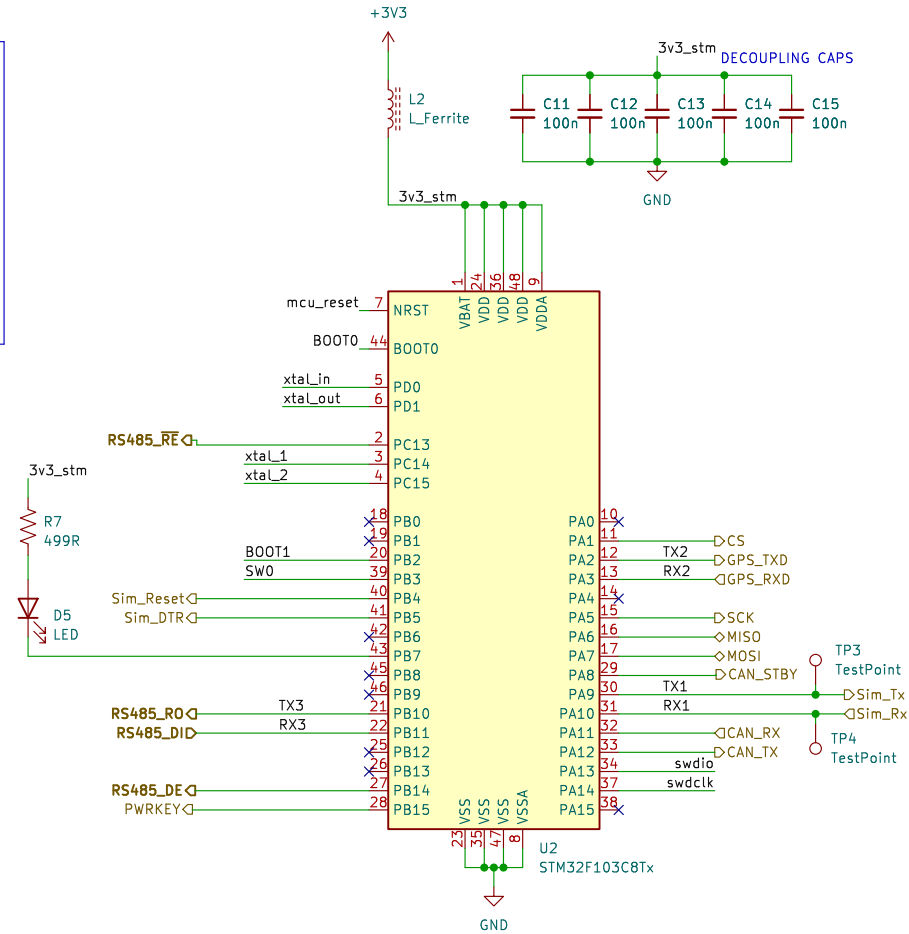 +3V3
3v3_stm
DECOUPLING CAPS
L2
L_Ferrite
C11
100n
C12
100n
C13
100n
C14
100n
C15
100n
GND
3v3_stm
1
24
36
48
9
VBAT
VDD
VDD
VDD
VDDA
mcu_reset 7 NRST
BOOT0 44 BOOT0
xtal_in 5 PD0
xtal_out 6 PD1
RS485_RE 2 PC13
xtal_1 3 PC14
xtal_2 4 PC15
3v3_stm
R7
499R
D5
LED
18 PB0
19 PB1
BOOT1 20 PB2
SW0 39 PB3
Sim_Reset 40 PB4
Sim_DTR 41 PB5
42 PB6
43 PB7
45 PB8
46 PB9
RS485_RO TX3 21 PB10
RS485_DI RX3 22 PB11
25 PB12
26 PB13
RS485_DE 27 PB14
PWRKEY 28 PB15
PA0 10
PA1 11 CS
PA2 12 TX2 GPS_TXD
PA3 13 RX2 GPS_RXD
PA4 14
PA5 15 SCK
PA6 16 MISO
PA7 17 MOSI
PA8 29 CAN_STBY
PA9 30 TX1 Sim_Tx
PA10 31 RX1 Sim_Rx
PA11 32 CAN_RX
PA12 33 CAN_TX
PA13 34 swdio
PA14 37 swdclk
PA15 38
TP3
TestPoint
TP4
TestPoint
VSS
VSS
VSS
VSSA
23
35
47
8
U2
STM32F103C8Tx
GND